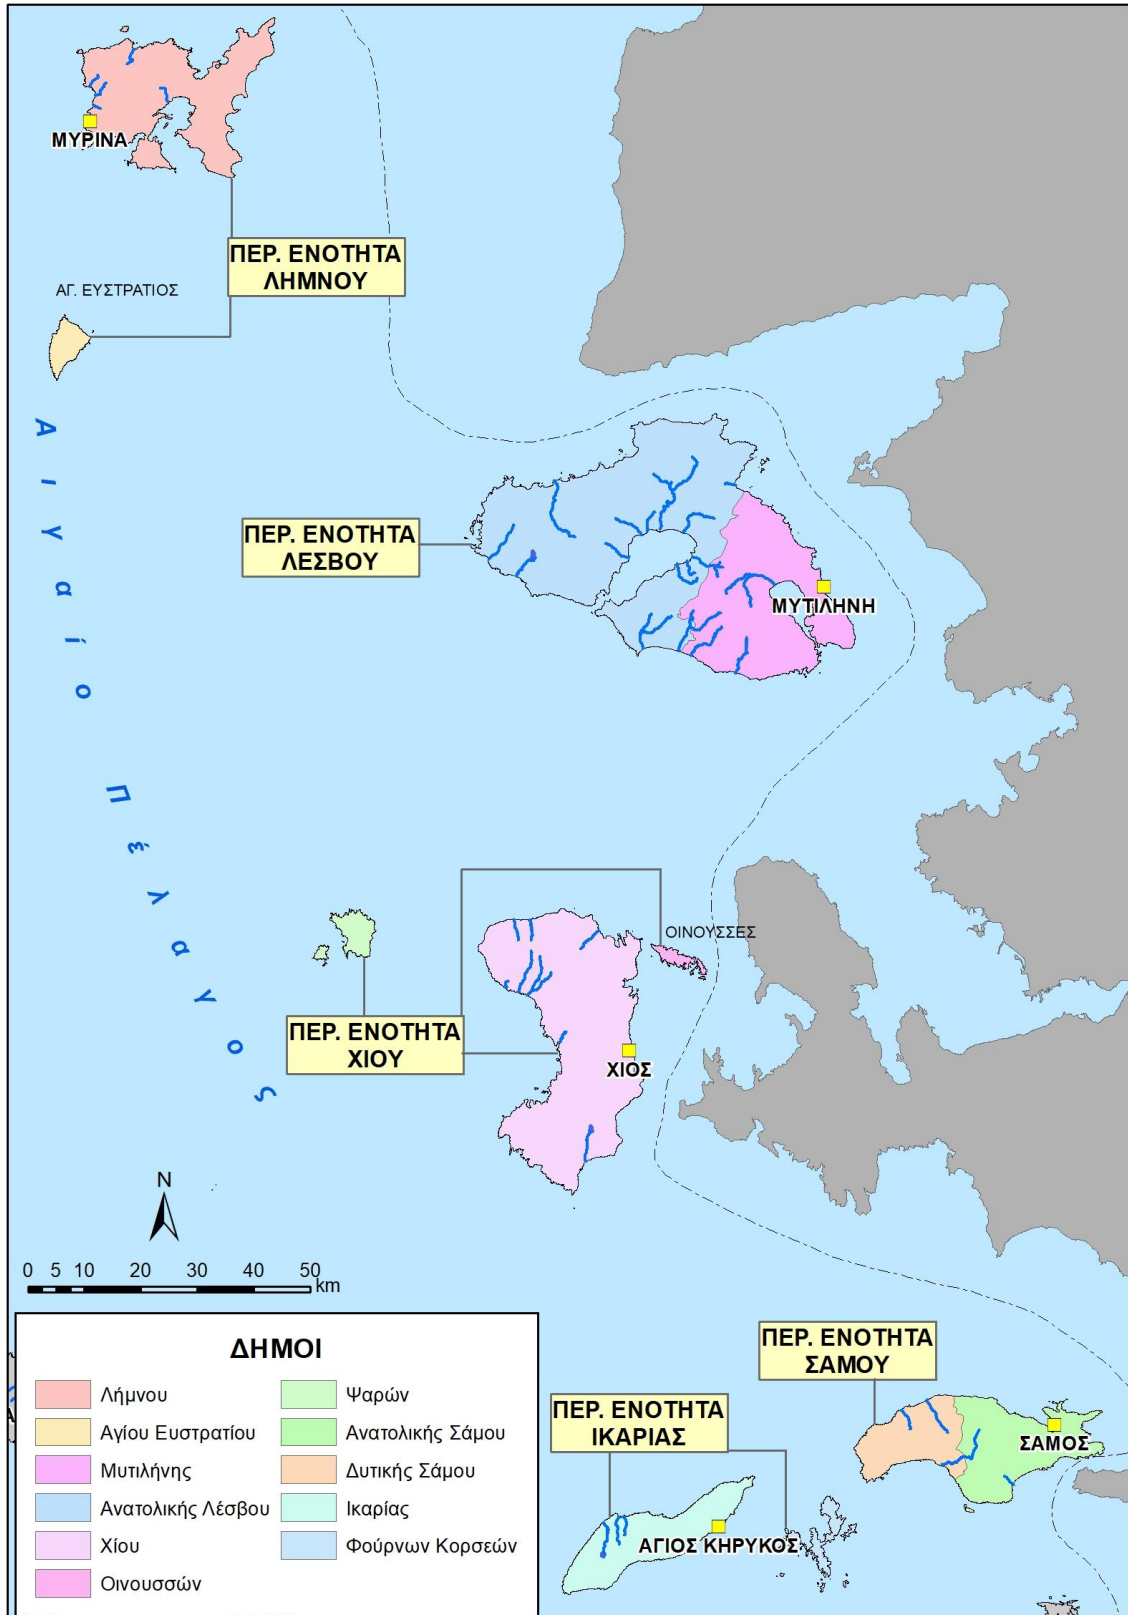 ΜΥΡΙΝΑ
ΠΕΡ. ΕΝΟΤΗΤΑ
ΛΗΜΝΟΥ
ΑΓ. ΕΥΣΤΡΑΤΙΟΣ
Αιγαίο Πέλαγος
ΠΕΡ. ΕΝΟΤΗΤΑ
ΛΕΣΒΟΥ
ΜΥΤΙΛΗΝΗ
ΟΙΝΟΥΣΣΕΣ
ΠΕΡ. ΕΝΟΤΗΤΑ
ΧΙΟΥ
ΧΙΟΣ
N
0 5 10 20 30 40 50
km
ΠΕΡ. ΕΝΟΤΗΤΑ
ΣΑΜΟΥ
ΣΑΜΟΣ
ΠΕΡ. ΕΝΟΤΗΤΑ
ΙΚΑΡΙΑΣ
ΑΓΙΟΣ ΚΗΡΥΚΟΣ
ΔΗΜΟΙ
Λήμνου
Αγίου Ευστρατίου
Μυτιλήνης
Ανατολικής Λέσβου
Χίου
Οινουσσών
Ψαρών
Ανατολικής Σάμου
Δυτικής Σάμου
Ικαρίας
Φούρνων Κορσεών